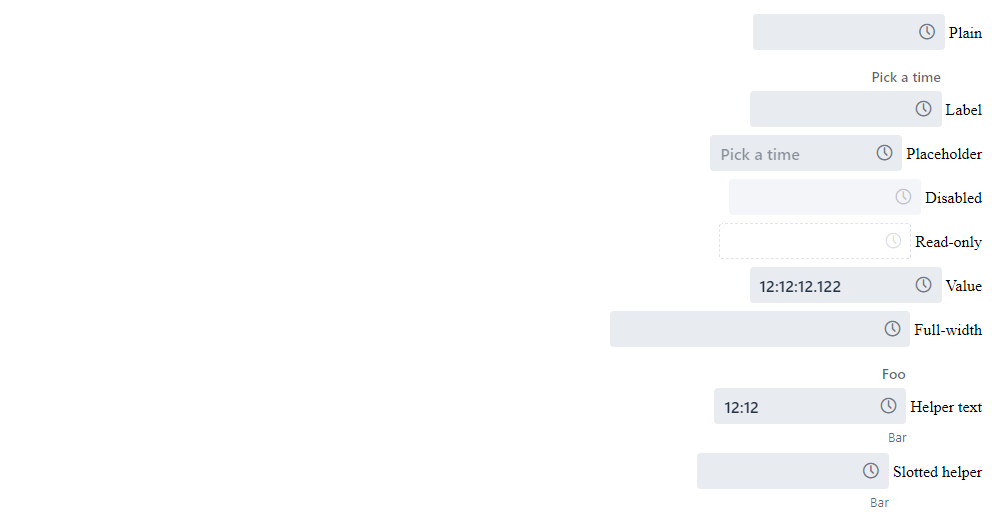 Plain
Pick a time
Label
Pick a time Placeholder
Disabled
Read-only
12:12:12.122 Value
Full-width
Foo
12:12 Helper text
Bar
Slotted helper
Bar